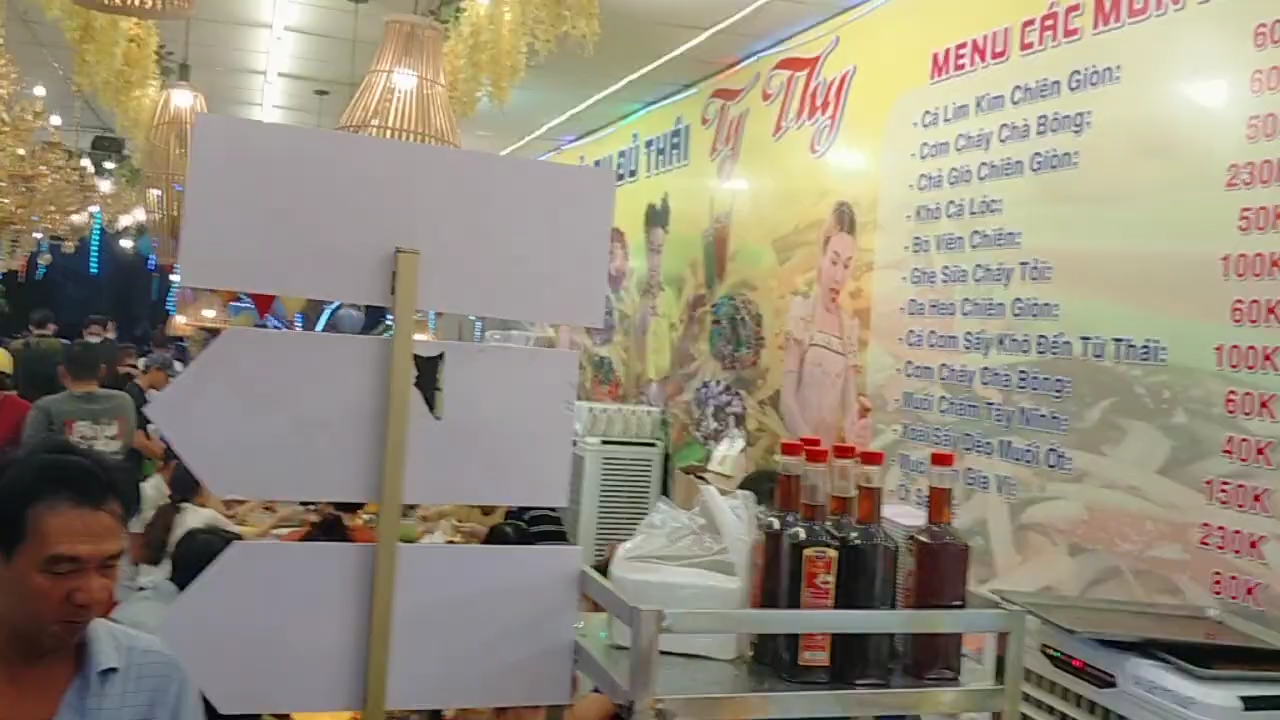 ĐỦ THÁI
Tỵ Thy
MENU CÁC MÓN
- Cá Lìm Kìm Chiên Giòn: 60
- Cơm Cháy Chà Bông: 60
- Chả Giò Chiên Giòn: 50
- Khô Cá Lóc: 230K
- Bò Viên Chiên: 50K
- Ghẹ Sữa Cháy Tỏi: 100K
- Da Heo Chiên Giòn: 60K
- Cá Cơm Sấy Khô Đến Từ Thái: 100K
- Cơm Cháy Chà Bông: 60K
- Muối Chấm Tây Ninh: 40K
- Xoài Sấy Dẻo Muối Ớt: 150K
Gia Vị: 230K
80K